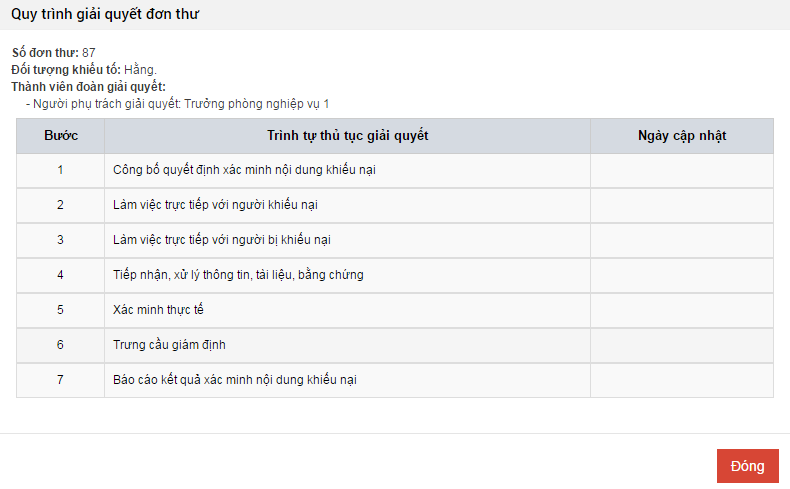 Quy trình giải quyết đơn thư
Số đơn thư: 87
Đối tượng khiếu tố: Hằng.
Thành viên đoàn giải quyết:
- Người phụ trách giải quyết: Trưởng phòng nghiệp vụ 1
Bước Trình tự thủ tục giải quyết Ngày cập nhật
1 Công bố quyết định xác minh nội dung khiếu nại
2 Làm việc trực tiếp với người khiếu nại
3 Làm việc trực tiếp với người bị khiếu nại
4 Tiếp nhận, xử lý thông tin, tài liệu, bằng chứng
5 Xác minh thực tế
6 Trưng cầu giám định
7 Báo cáo kết quả xác minh nội dung khiếu nại
Đóng